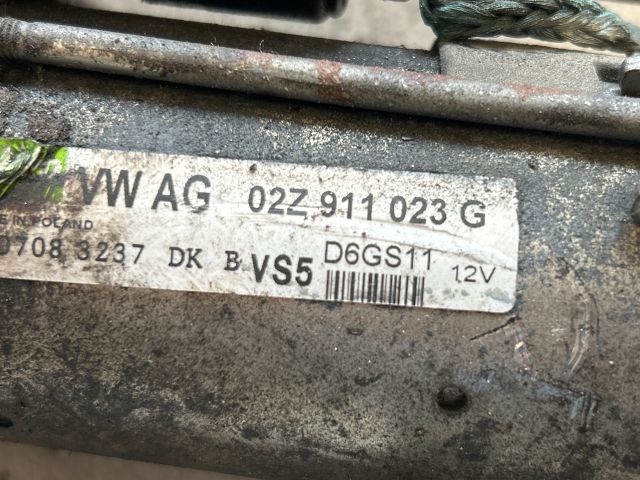 VW AG 02Z 911 023 G
IN POLAND
0708 3237 DK B VS5 D6GS11 12V